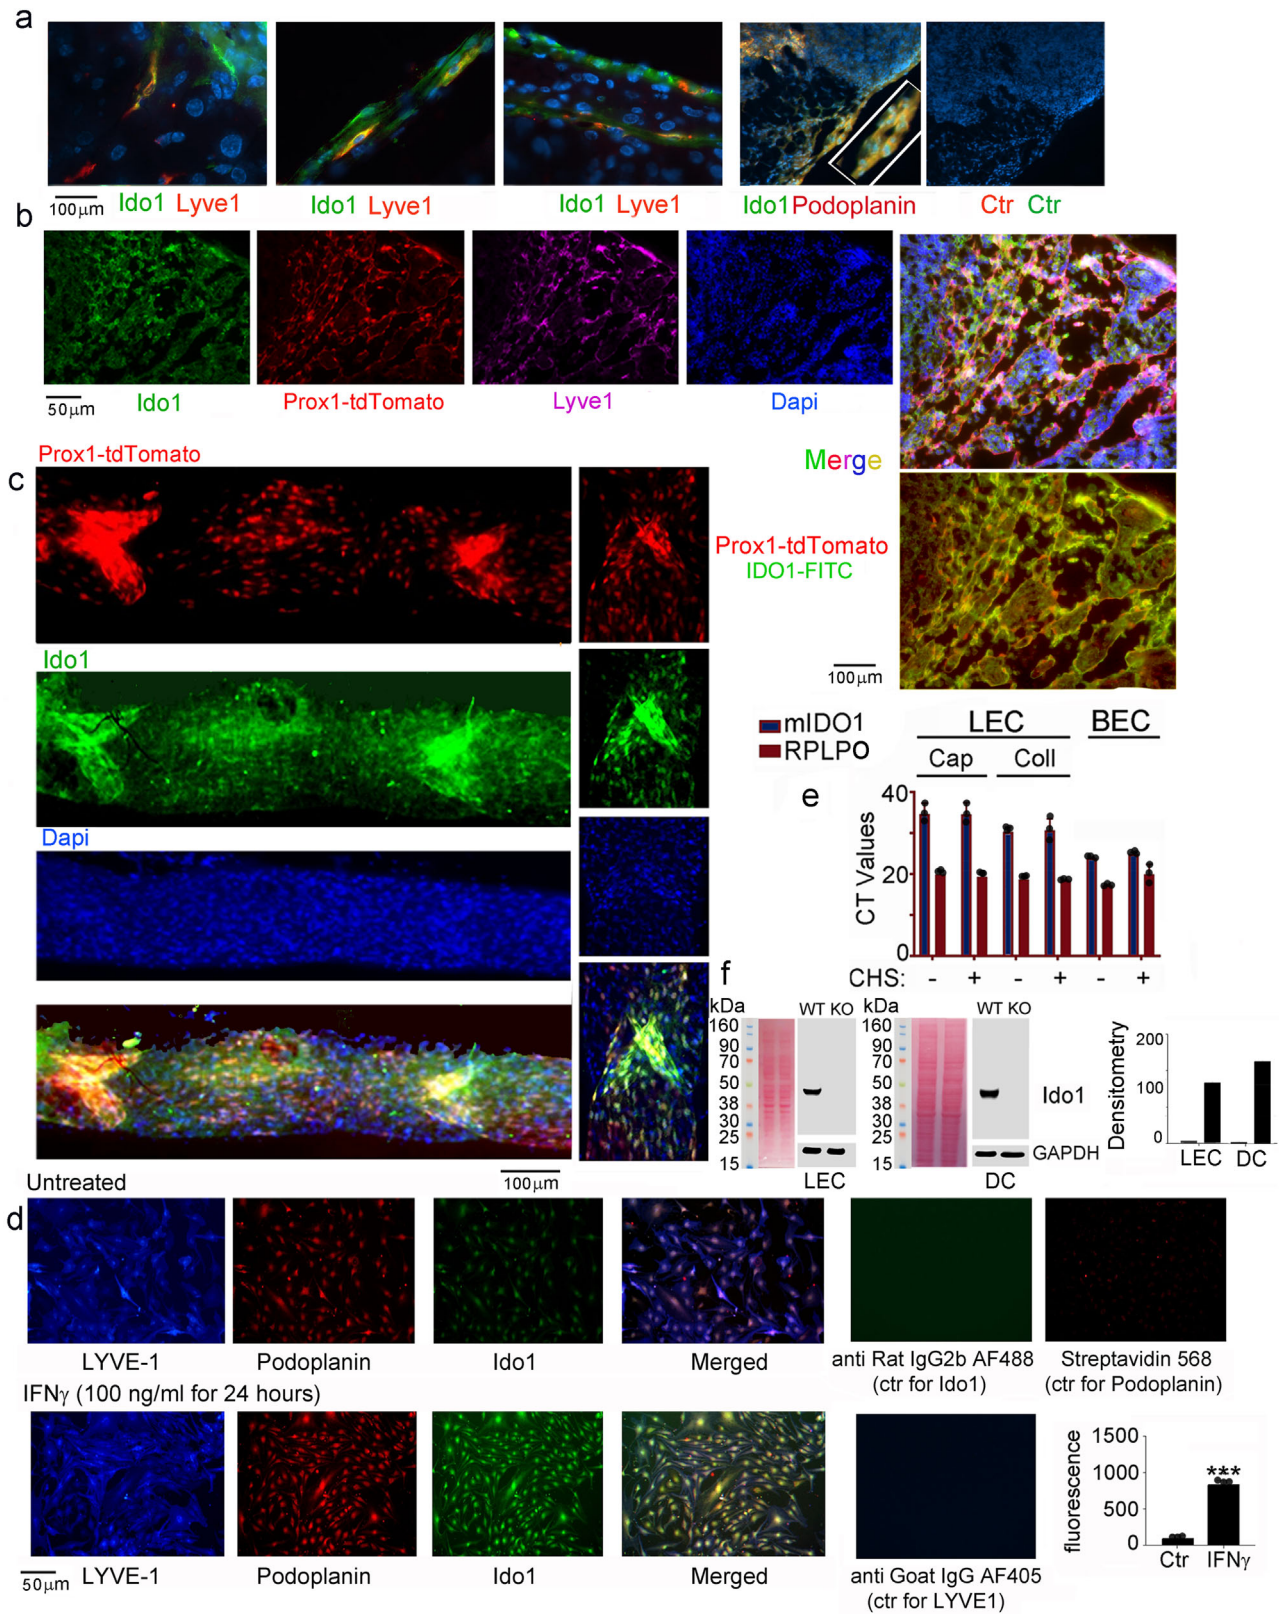 a
Ido1 Lyve1
Ido1 Lyve1
Ido1 Lyve1
Ido1 Podoplanin
Ctr Ctr
100μm
b
Ido1
Prox1-tdTomato
Lyve1
Dapi
50μm
Merge
Prox1-tdTomato
IDO1-FITC
100μm
c
Prox1-tdTomato
Ido1
Dapi
100μm
mIDO1
RPLPO
LEC
BEC
Cap
Coll
e
CT Values
40
20
0
CHS: - + - + - +
f
kDa
WT KO
160
90
70
50
38
30
25
15
LEC
kDa
WT KO
160
90
70
50
38
30
25
15
Ido1
GAPDH
DC
Densitometry
200
100
0
LEC DC
Untreated
d
LYVE-1
Podoplanin
Ido1
Merged
anti Rat IgG2b AF488
(ctr for Ido1)
Streptavidin 568
(ctr for Podoplanin)
IFNγ (100 ng/ml for 24 hours)
50μm
LYVE-1
Podoplanin
Ido1
Merged
anti Goat IgG AF405
(ctr for LYVE1)
fluorescence
1500
1000
500
0
***
Ctr IFNγ